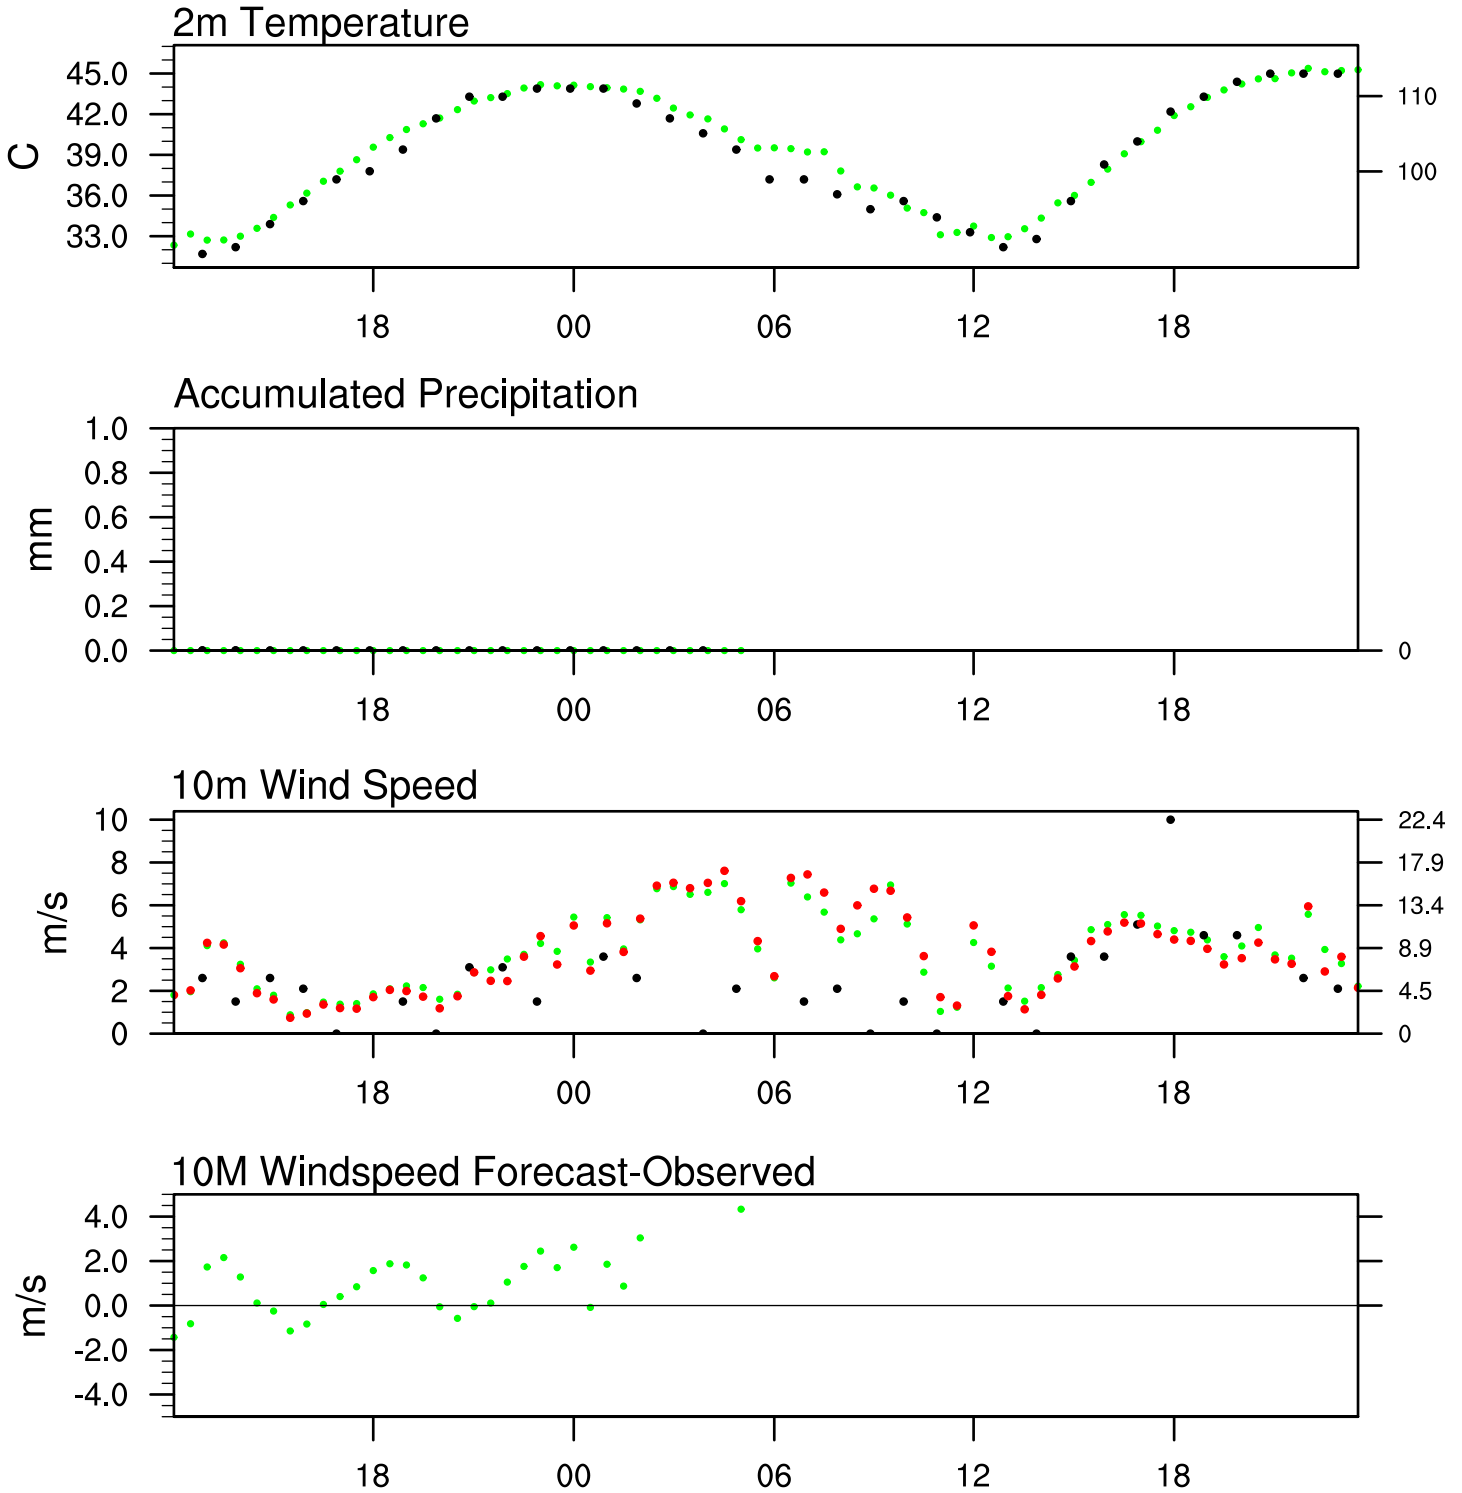 2m Temperature
45.0
42.0
39.0
36.0
33.0
C
110
100
18 00 06 12 18
Accumulated Precipitation
1.0
0.8
0.6
0.4
0.2
0.0
mm
0
18 00 06 12 18
10m Wind Speed
10
8
6
4
2
0
m/s
22.4
17.9
13.4
8.9
4.5
0
18 00 06 12 18
10M Windspeed Forecast-Observed
4.0
2.0
0.0
-2.0
-4.0
m/s
18 00 06 12 18